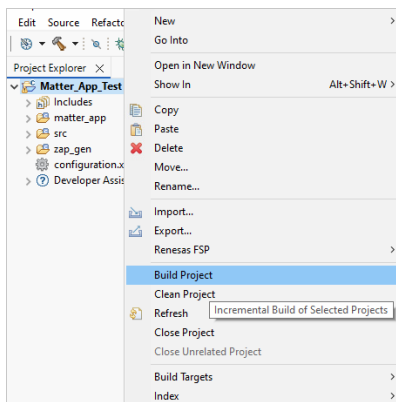 Edit Source Refacto
Project Explorer
Matter_App_Test
Includes
matter_app
src
zap_gen
configuration.x
Developer Assis
New
Go Into
Open in New Window
Show In Alt+Shift+W
Copy
Paste
Delete
Move...
Rename...
Import...
Export...
Renesas FSP
Build Project
Clean Project
Refresh
Incremental Build of Selected Projects
Close Project
Close Unrelated Project
Build Targets
Index